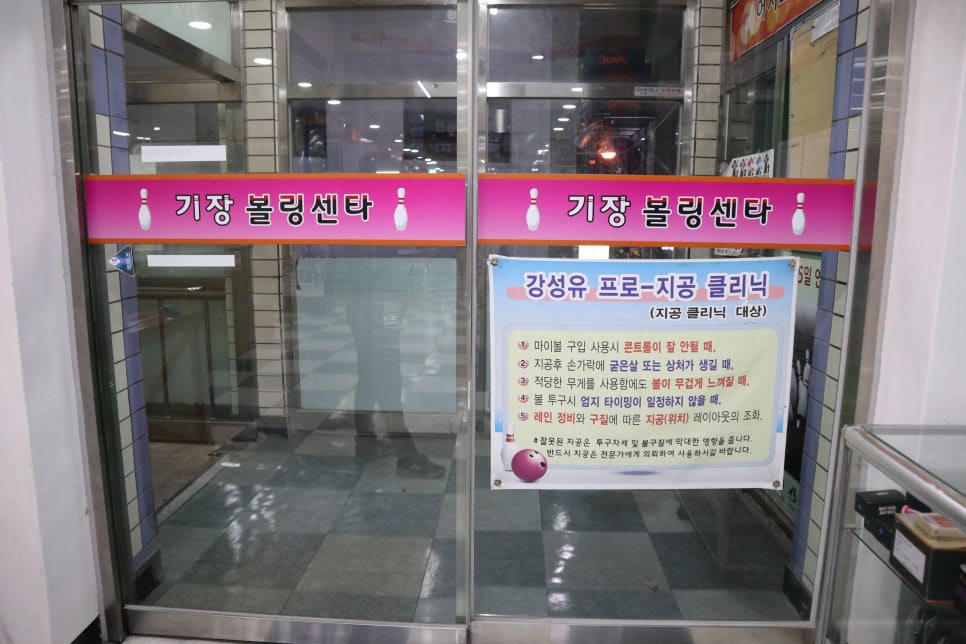 기장 볼링센타
기장 볼링센타
강성유 프로-지공 클리닉
(지공 클리닉 대상)
1 마이볼 구입 사용시 콘트롤이 잘 안될 때.
2 지공후 손가락에 굳은살 또는 상처가 생길 때.
3 적당한 무게를 사용함에도 볼이 무겁게 느껴질 때.
4 볼 투구시 엄지 타이밍이 일정하지 않을 때.
5 레인 정비와 구질에 따른 지공(위치) 레이아웃의 조화.
#잘못된 지공은 투구자세 및 볼구질에 막대한 영향을 줍니다.
반드시 지공은 전문가에게 의뢰하여 사용하시길 바랍니다.